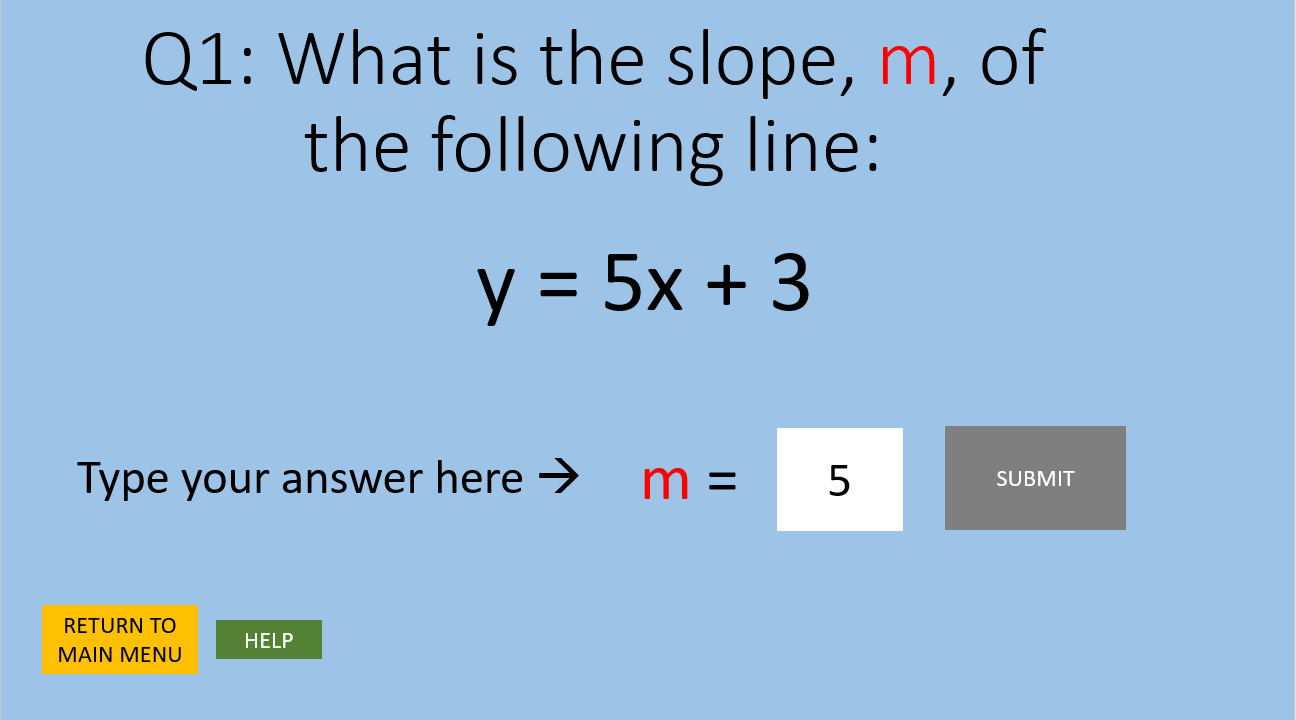 Q1: What is the slope, m, of
the following line:
y = 5x + 3
Type your answer here → m = 5 SUBMIT
RETURN TO
MAIN MENU
HELP